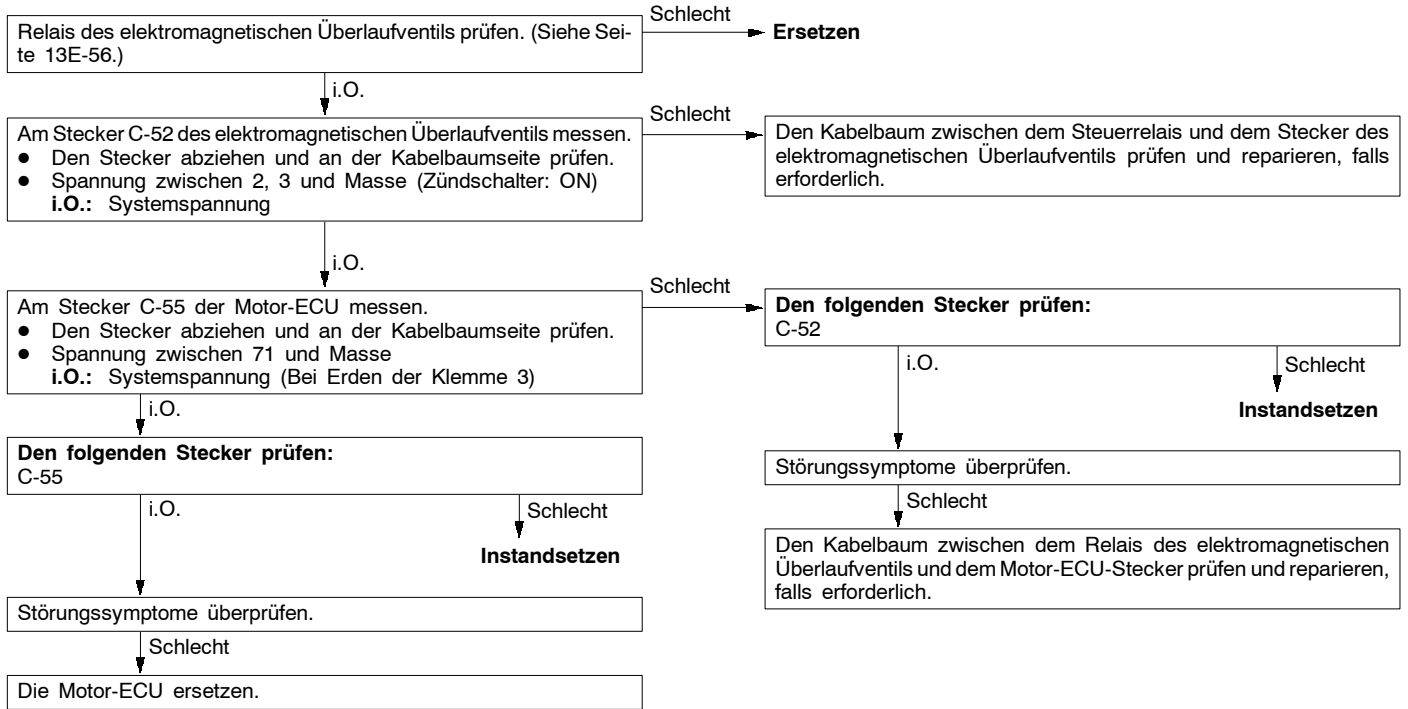 Relais des elektromagnetischen Überlaufventils prüfen. (Siehe Sei-
te 13E-56.)
Schlecht
Ersetzen
i.O.
Am Stecker C-52 des elektromagnetischen Überlaufventils messen.
● Den Stecker abziehen und an der Kabelbaumseite prüfen.
● Spannung zwischen 2, 3 und Masse (Zündschalter: ON)
i.O.: Systemspannung
Schlecht
Den Kabelbaum zwischen dem Steuerrelais und dem Stecker des
elektromagnetischen Überlaufventils prüfen und reparieren, falls
erforderlich.
i.O.
Am Stecker C-55 der Motor-ECU messen.
● Den Stecker abziehen und an der Kabelbaumseite prüfen.
● Spannung zwischen 71 und Masse
i.O.: Systemspannung (Bei Erden der Klemme 3)
Schlecht
Den folgenden Stecker prüfen:
C-52
i.O.
Schlecht
Instandsetzen
Störungssymptome überprüfen.
Schlecht
Den Kabelbaum zwischen dem Relais des elektromagnetischen
Überlaufventils und dem Motor-ECU-Stecker prüfen und reparieren,
falls erforderlich.
i.O.
Den folgenden Stecker prüfen:
C-55
i.O.
Schlecht
Instandsetzen
Störungssymptome überprüfen.
Schlecht
Die Motor-ECU ersetzen.